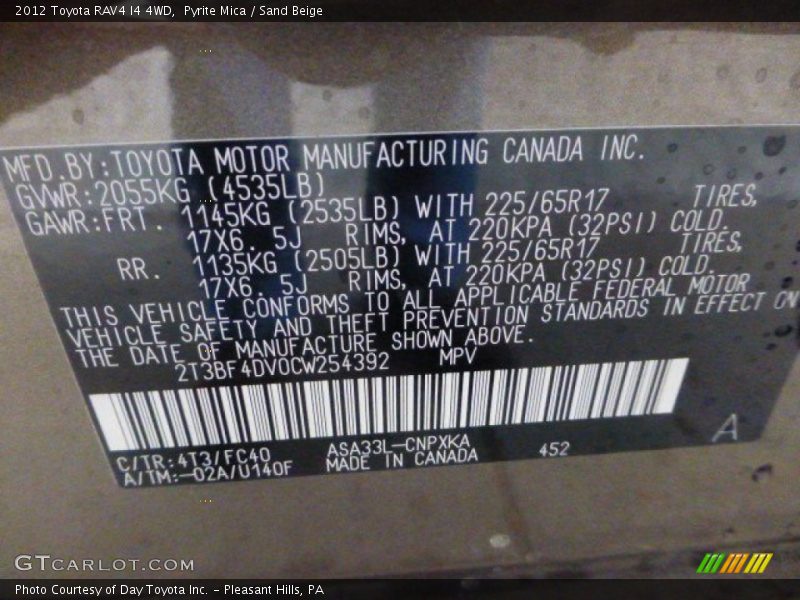 2012 Toyota RAV4 I4 4WD, Pyrite Mica / Sand Beige
MFD.BY:TOYOTA MOTOR MANUFACTURING CANADA INC.
GVWR:2055KG (4535LB)
GAWR:FRT. 1145KG (2535LB) WITH 225/65R17 TIRES,
17X6.5J RIMS, AT 220KPA (32PSI) COLD.
RR. 1135KG (2505LB) WITH 225/65R17 TIRES,
17X6.5J RIMS, AT 220KPA (32PSI) COLD.
THIS VEHICLE CONFORMS TO ALL APPLICABLE FEDERAL MOTOR
VEHICLE SAFETY AND THEFT PREVENTION STANDARDS IN EFFECT ON
THE DATE OF MANUFACTURE SHOWN ABOVE.
2T3BF4DV0CW254392 MPV
C/TR:4T3/FC40 ASA33L-CNPXKA 452 A
A/TM:-02A/U140F MADE IN CANADA
GTCARLOT.COM
Photo Courtesy of Day Toyota Inc. - Pleasant Hills, PA